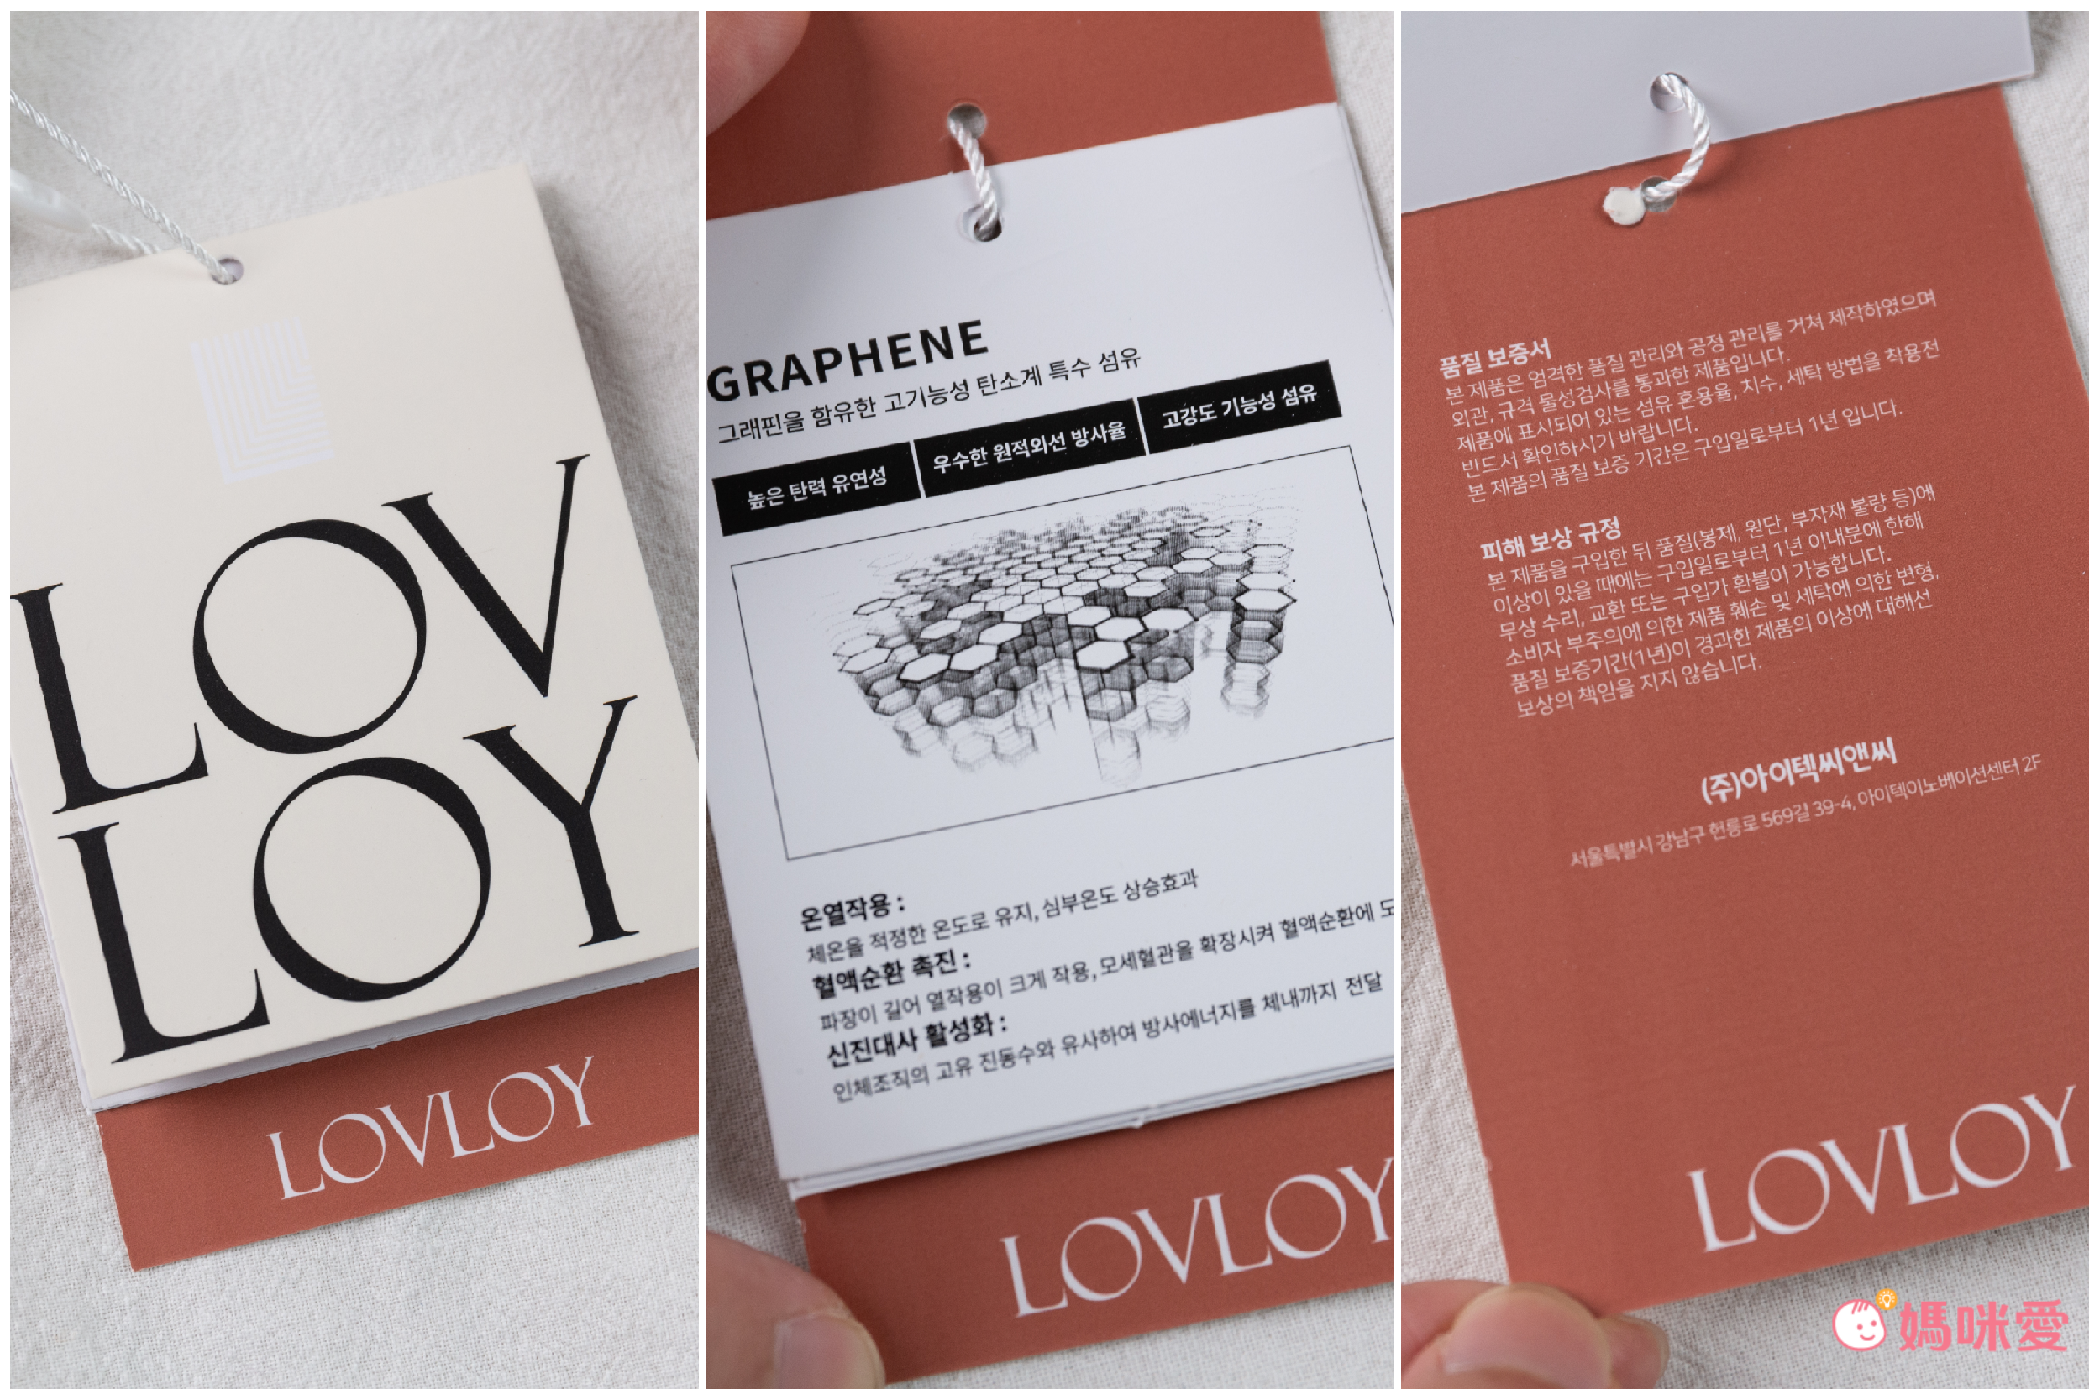 LOV
LOY
LOVLOY
GRAPHENE
그래핀을 함유한 고기능성 탄소계 특수 섬유
높은 탄력 유연성
우수한 원적외선 방사율
고강도 기능성 섬유
온열작용 :
체온을 적정한 온도로 유지, 심부온도 상승효과
혈액순환 촉진 :
파장이 길어 열작용이 크게 작용, 모세혈관을 확장시켜 혈액순환에 도
신진대사 활성화 :
인체조직의 고유 진동수와 유사하여 방사에너지를 체내까지 전달
LOVLOY
품질 보증서
본 제품은 엄격한 품질 관리와 공정 관리를 거쳐 제작하였으며
외관, 규격 물성검사를 통과한 제품입니다.
제품에 표시되어 있는 섬유 혼용율, 치수, 세탁 방법을 착용전
반드서 확인하시기 바랍니다.
본 제품의 품질 보증 기간은 구입일로부터 1년 입니다.
피해 보상 규정
본 제품을 구입한 뒤 품질(봉제, 원단, 부자재 불량 등)에
이상이 있을 때에는 구입일로부터 1년 이내분에 한해
무상 수리, 교환 또는 구입가 환불이 가능합니다.
소비자 부주의에 의한 제품 훼손 및 세탁에 의한 변형,
품질 보증기간(1년)이 경과한 제품의 이상에 대해선
보상의 책임을 지지 않습니다.
(주)아이텍씨앤씨
서울특별시 강남구 헌릉로 569길 39-4, 아이텍이노베이션센터 2F
LOVLOY
媽咪愛